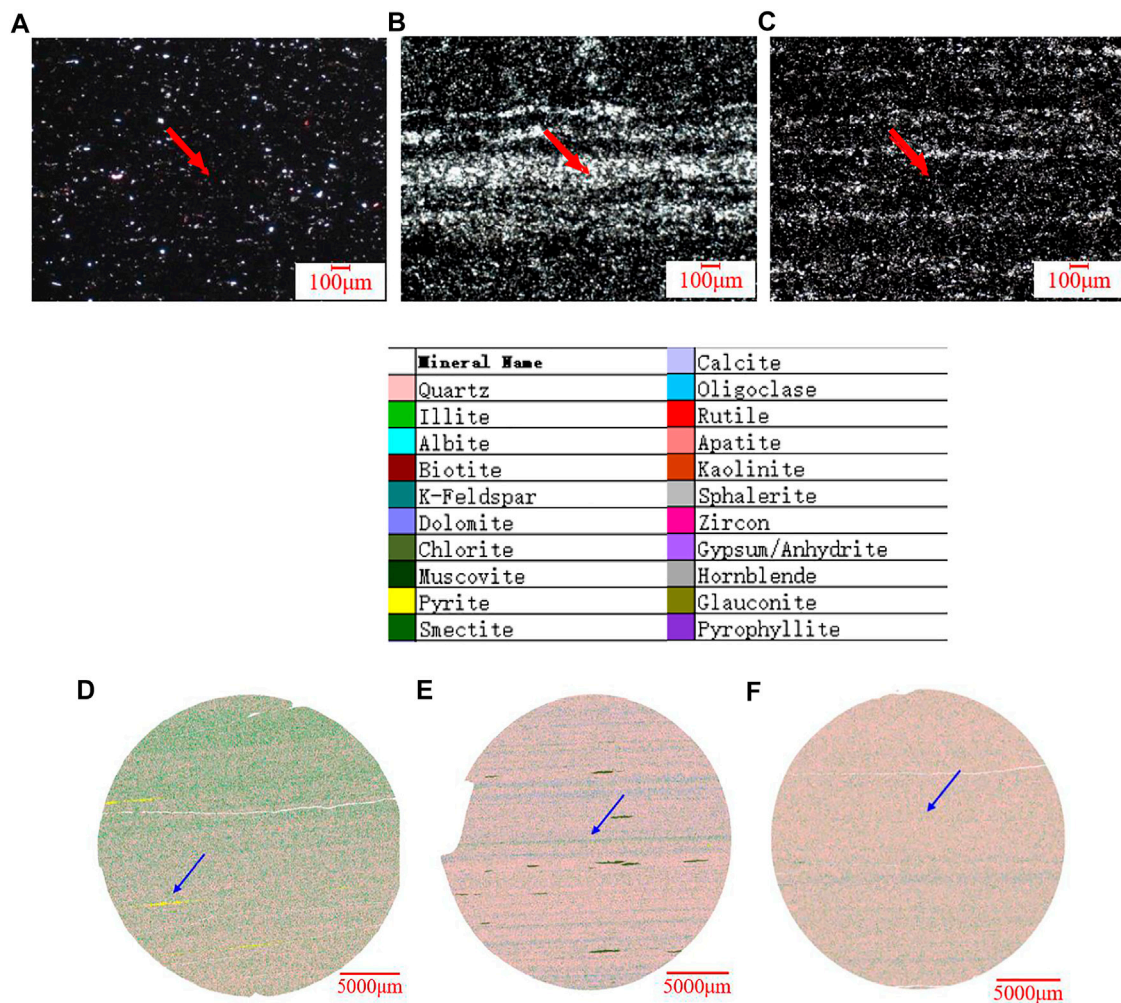 A
B
C
100μm
100μm
100μm
Mineral Name
Calcite
Quartz
Oligoclase
Illite
Rutile
Albite
Apatite
Biotite
Kaolinite
K-Feldspar
Sphalerite
Dolomite
Zircon
Chlorite
Gypsum/Anhydrite
Muscovite
Hornblende
Pyrite
Glauconite
Smectite
Pyrophyllite
D
E
F
5000μm
5000μm
5000μm